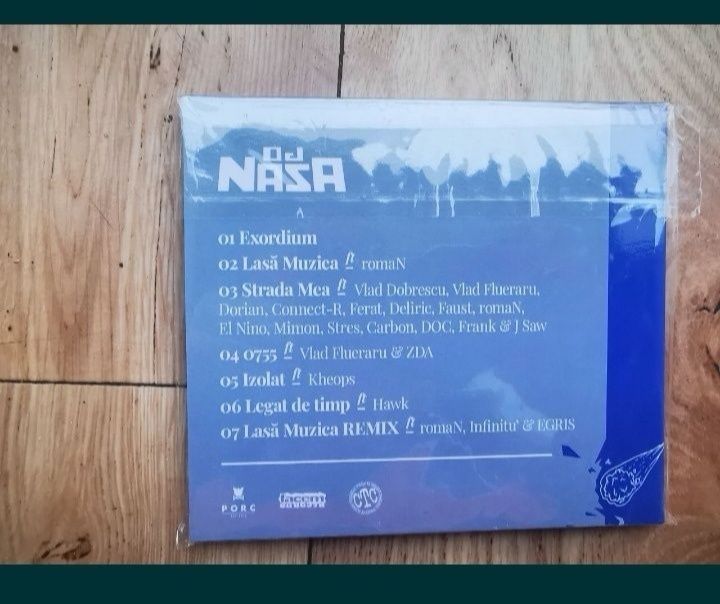 DJ
NASA
01 Exordium
02 Lasă Muzica ft romaN
03 Strada Mea ft Vlad Dobrescu, Vlad Flueraru,
Dorian, Connect-R, Ferat, Deliric, Faust, romaN,
El Nino, Mimon, Stres, Carbon, DOC, Frank & J Saw
04 0755 ft Vlad Flueraru & ZDA
05 Izolat ft Kheops
06 Legat de timp ft Hawk
07 Lasă Muzica REMIX ft romaN, Infinitu' & EGRIS
PORC
CTC